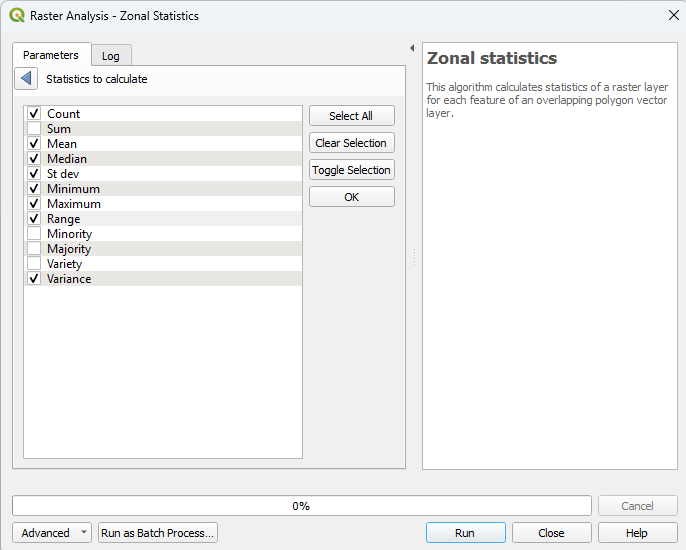 Raster Analysis - Zonal Statistics
Parameters
Log
Statistics to calculate
Count
Sum
Mean
Median
St dev
Minimum
Maximum
Range
Minority
Majority
Variety
Variance
Select All
Clear Selection
Toggle Selection
OK
Zonal statistics
This algorithm calculates statistics of a raster layer
for each feature of an overlapping polygon vector
layer.
0%
Cancel
Advanced
Run as Batch Process...
Run
Close
Help